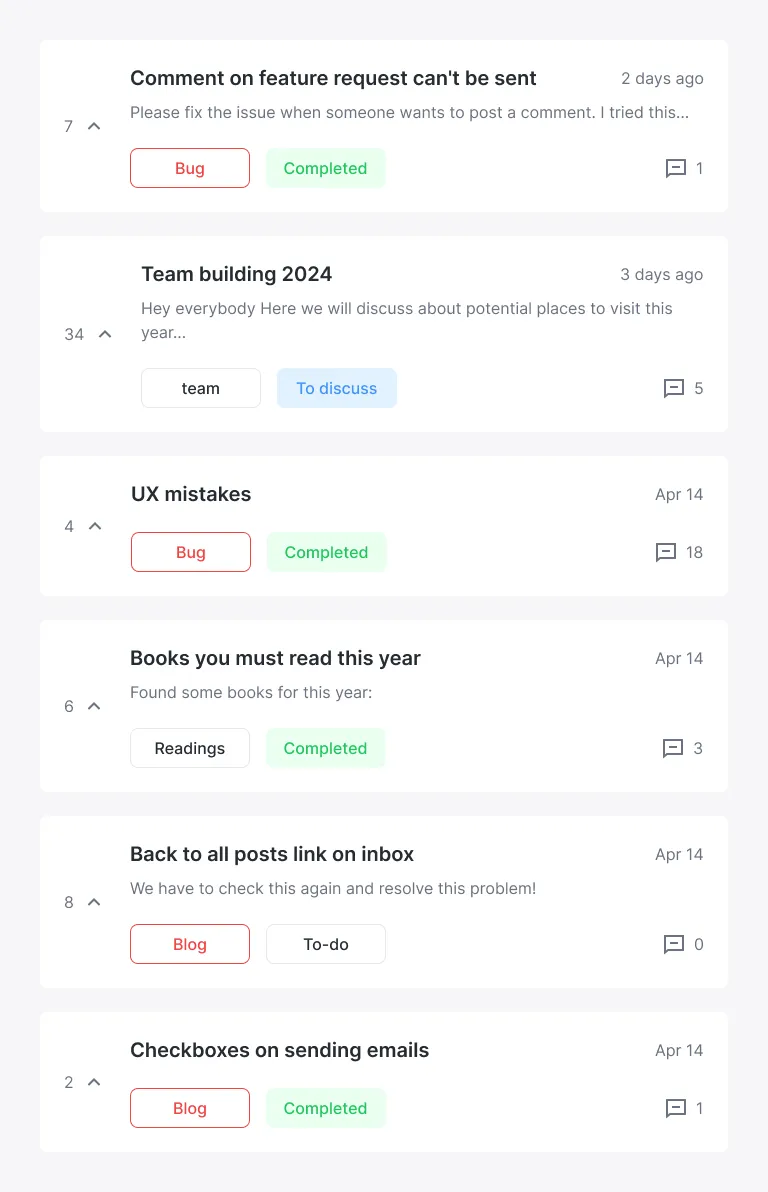 Comment on feature request can't be sent
2 days ago
Please fix the issue when someone wants to post a comment. I tried this...
7
Bug
Completed
1
Team building 2024
3 days ago
Hey everybody Here we will discuss about potential places to visit this
year...
34
team
To discuss
5
UX mistakes
Apr 14
4
Bug
Completed
18
Books you must read this year
Apr 14
Found some books for this year:
6
Readings
Completed
3
Back to all posts link on inbox
Apr 14
We have to check this again and resolve this problem!
8
Blog
To-do
0
Checkboxes on sending emails
Apr 14
2
Blog
Completed
1